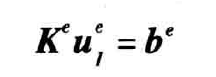 K^e u_l^e = b^e